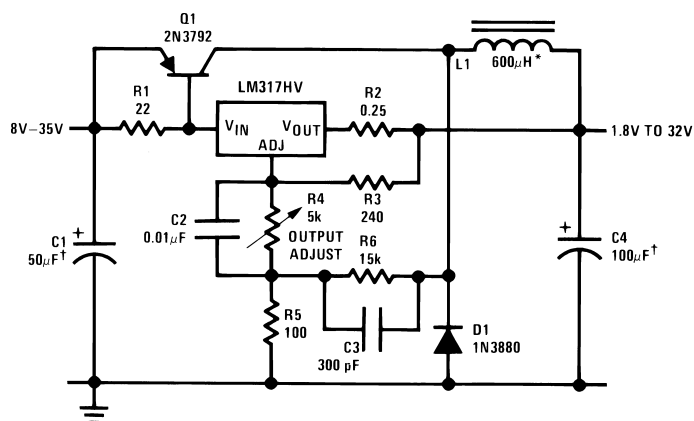 Q1
2N3792
L1
600μH*
R1
22
LM317HV
R2
0.25
8V–35V
VIN
VOUT
ADJ
1.8V TO 32V
R4
5k
R3
240
C2
0.01μF
OUTPUT
ADJUST
R6
15k
C1
50μF†
+
C4
100μF†
+
R5
100
C3
300 pF
D1
1N3880